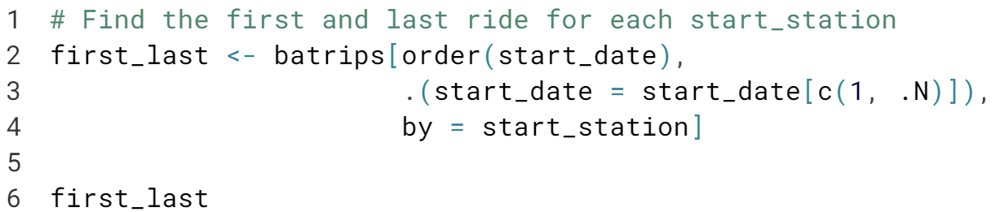 1 # Find the first and last ride for each start_station
2 first_last <- batrips[order(start_date),
3 .(start_date = start_date[c(1, .N)]),
4 by = start_station]
5
6 first_last